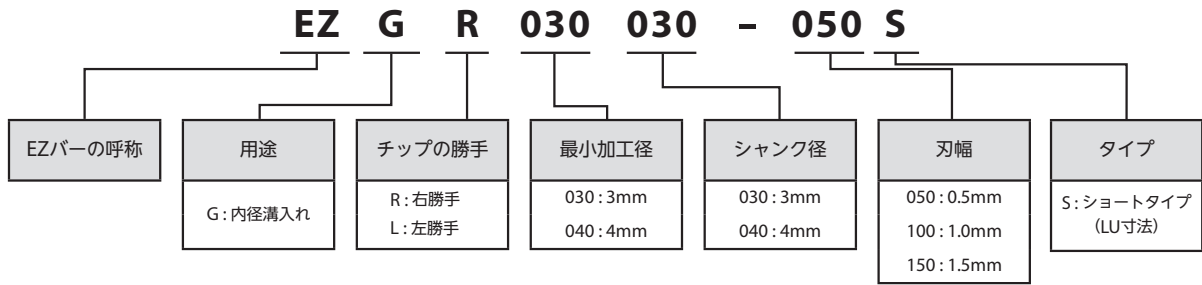 EZ G R 030 030 – 050 S
EZバーの呼称
用途
G : 内径溝入れ
チップの勝手
R : 右勝手
L : 左勝手
最小加工径
030 : 3mm
040 : 4mm
シャンク径
030 : 3mm
040 : 4mm
刃幅
050 : 0.5mm
100 : 1.0mm
150 : 1.5mm
タイプ
S : ショートタイプ
(LU寸法)